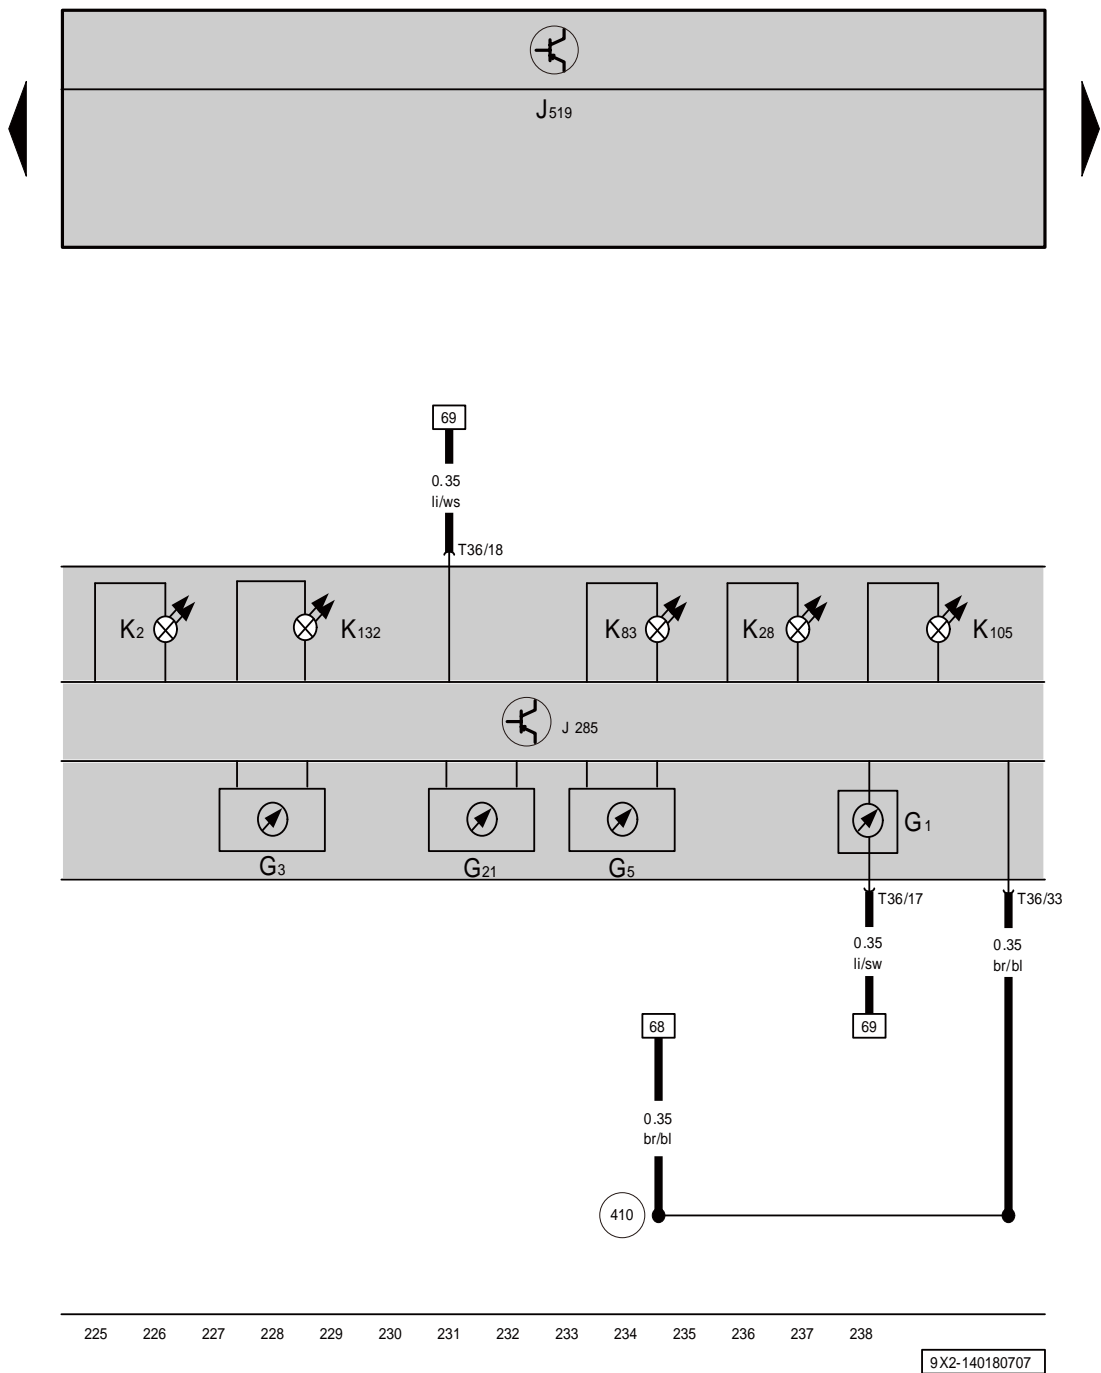 J519
69
0.35
li/ws
T36/18
K2
K132
K83
K28
K105
J 285
G3
G21
G5
G1
T36/17
T36/33
0.35
li/sw
0.35
br/bl
68
69
0.35
br/bl
410
225 226 227 228 229 230 231 232 233 234 235 236 237 238
9X2-140180707